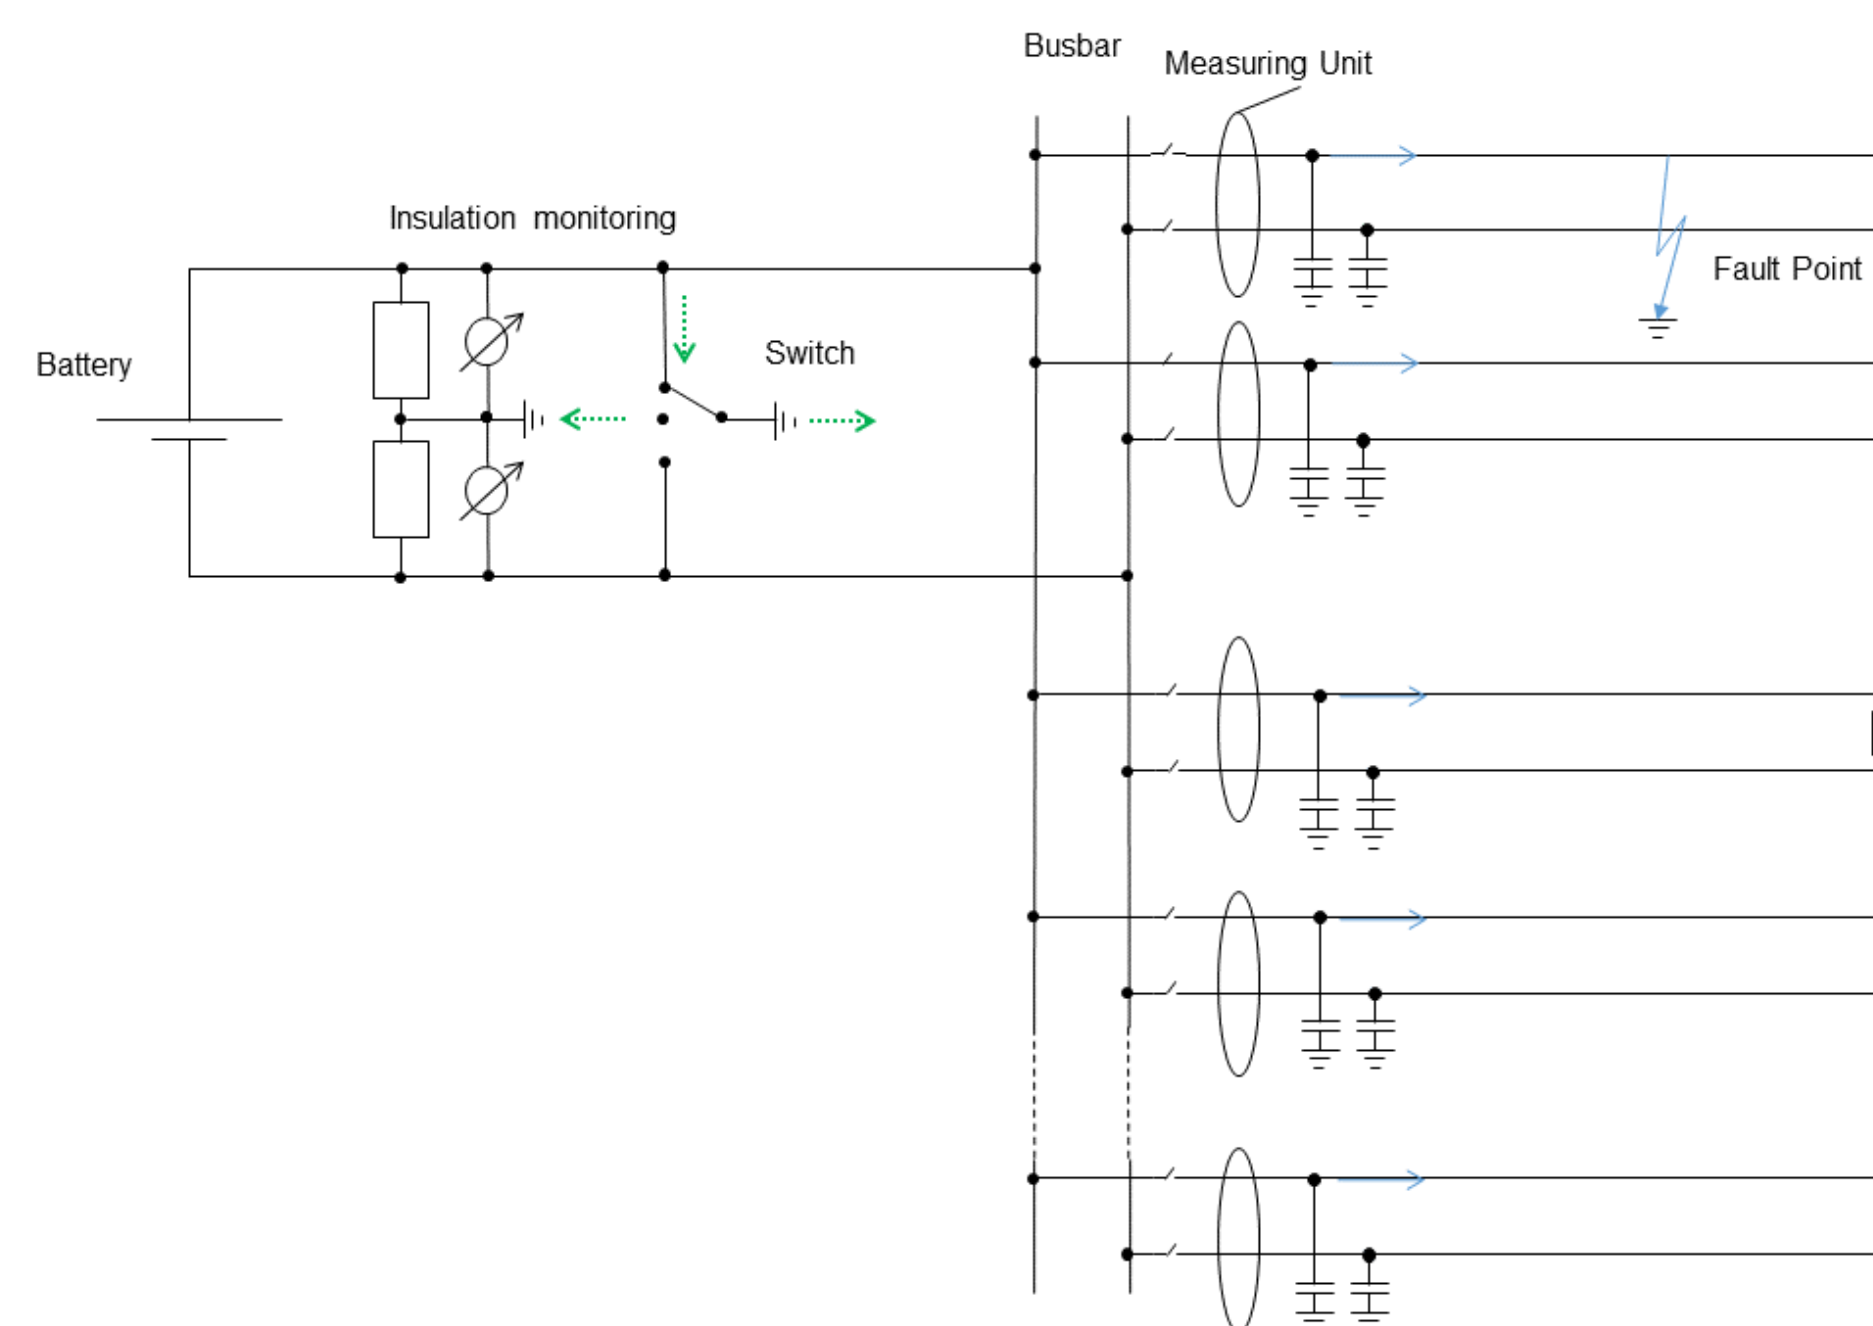 Busbar
Measuring Unit
Insulation monitoring
Fault Point
Switch
Battery